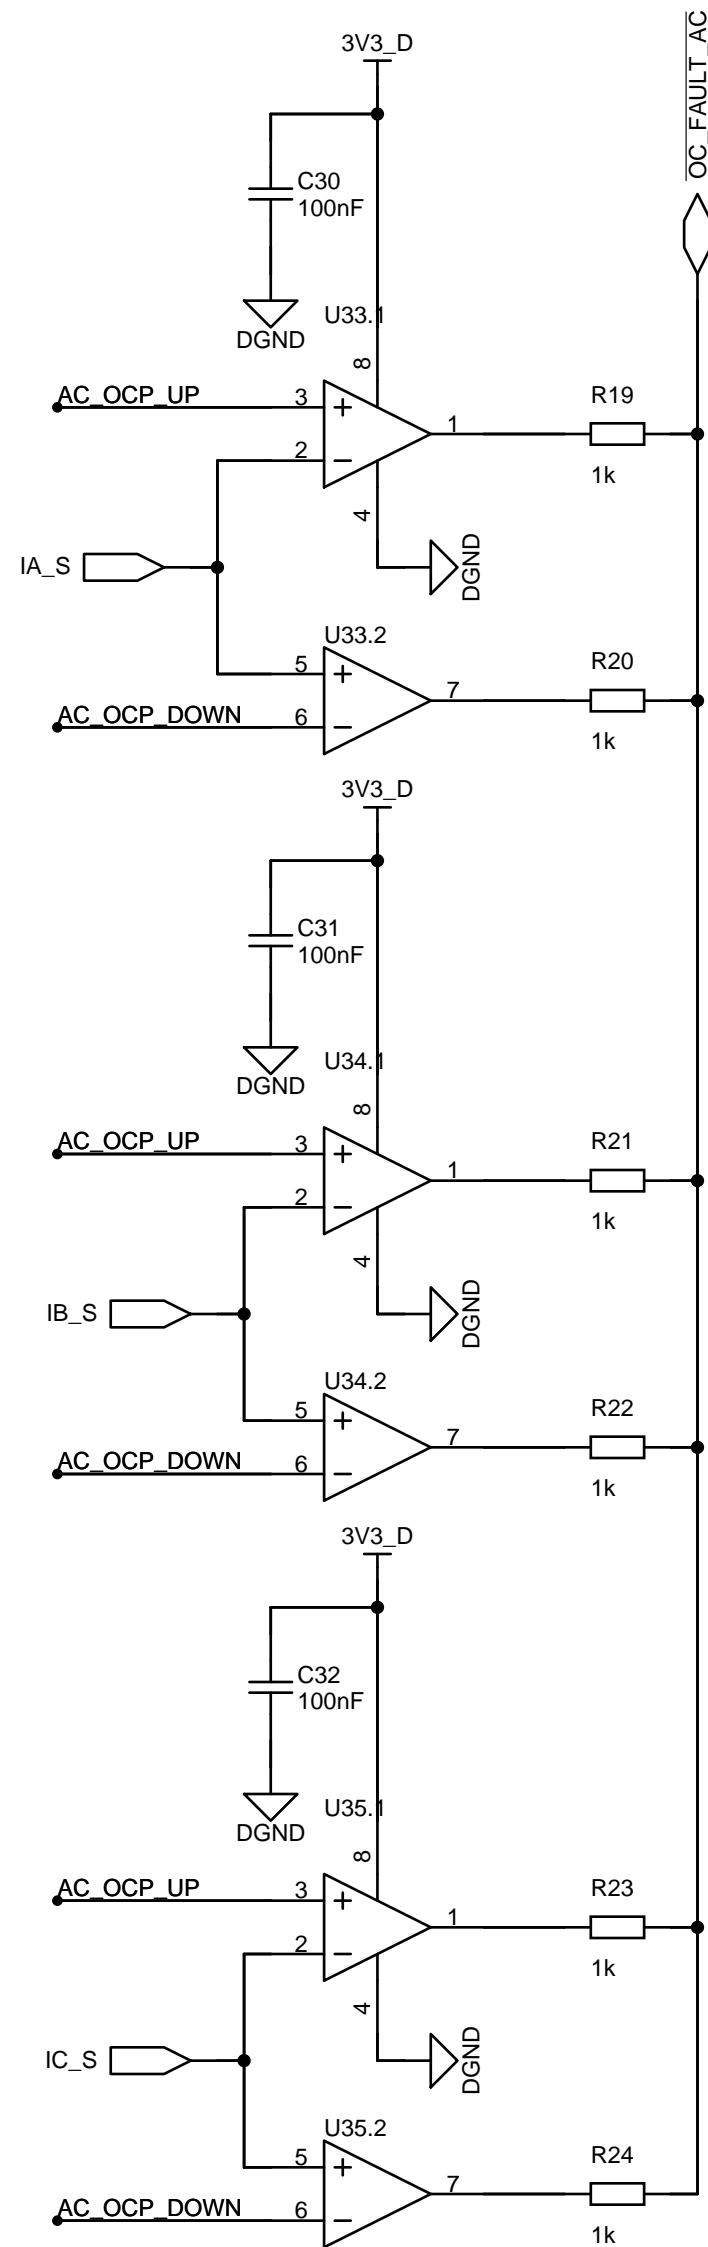 3V3_D
OC_FAULT_AC
C30
100nF
DGND
U33.1
8
AC_OCP_UP
3
2
1
R19
1k
4
DGND
IA_S
U33.2
5
AC_OCP_DOWN
6
7
R20
1k
3V3_D
C31
100nF
DGND
U34.1
8
AC_OCP_UP
3
2
1
R21
1k
4
DGND
IB_S
U34.2
5
AC_OCP_DOWN
6
7
R22
1k
3V3_D
C32
100nF
DGND
U35.1
8
AC_OCP_UP
3
2
1
R23
1k
4
DGND
IC_S
U35.2
5
AC_OCP_DOWN
6
7
R24
1k